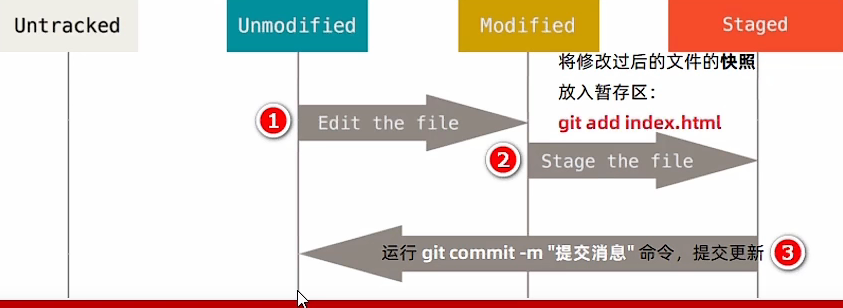 Untracked
Unmodified
Modified
Staged
将修改过后的文件的快照
放入暂存区：
git add index.html
1
Edit the file
2
Stage the file
运行 git commit -m "提交消息" 命令，提交更新
3